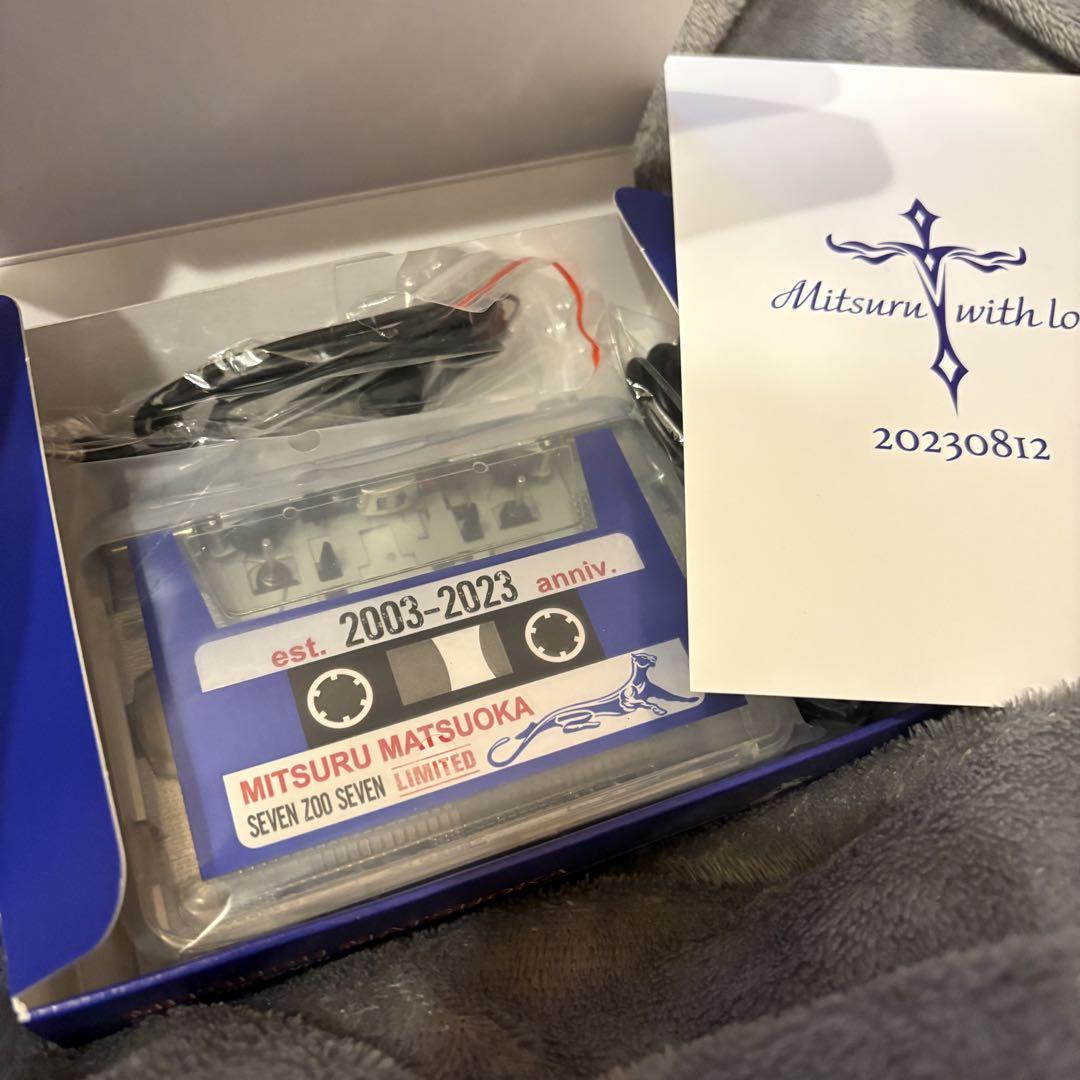 Mitsuru with lo
20230812
est. 2003-2023 anniv.
MITSURU MATSUOKA
SEVEN ZOO SEVEN LIMITED